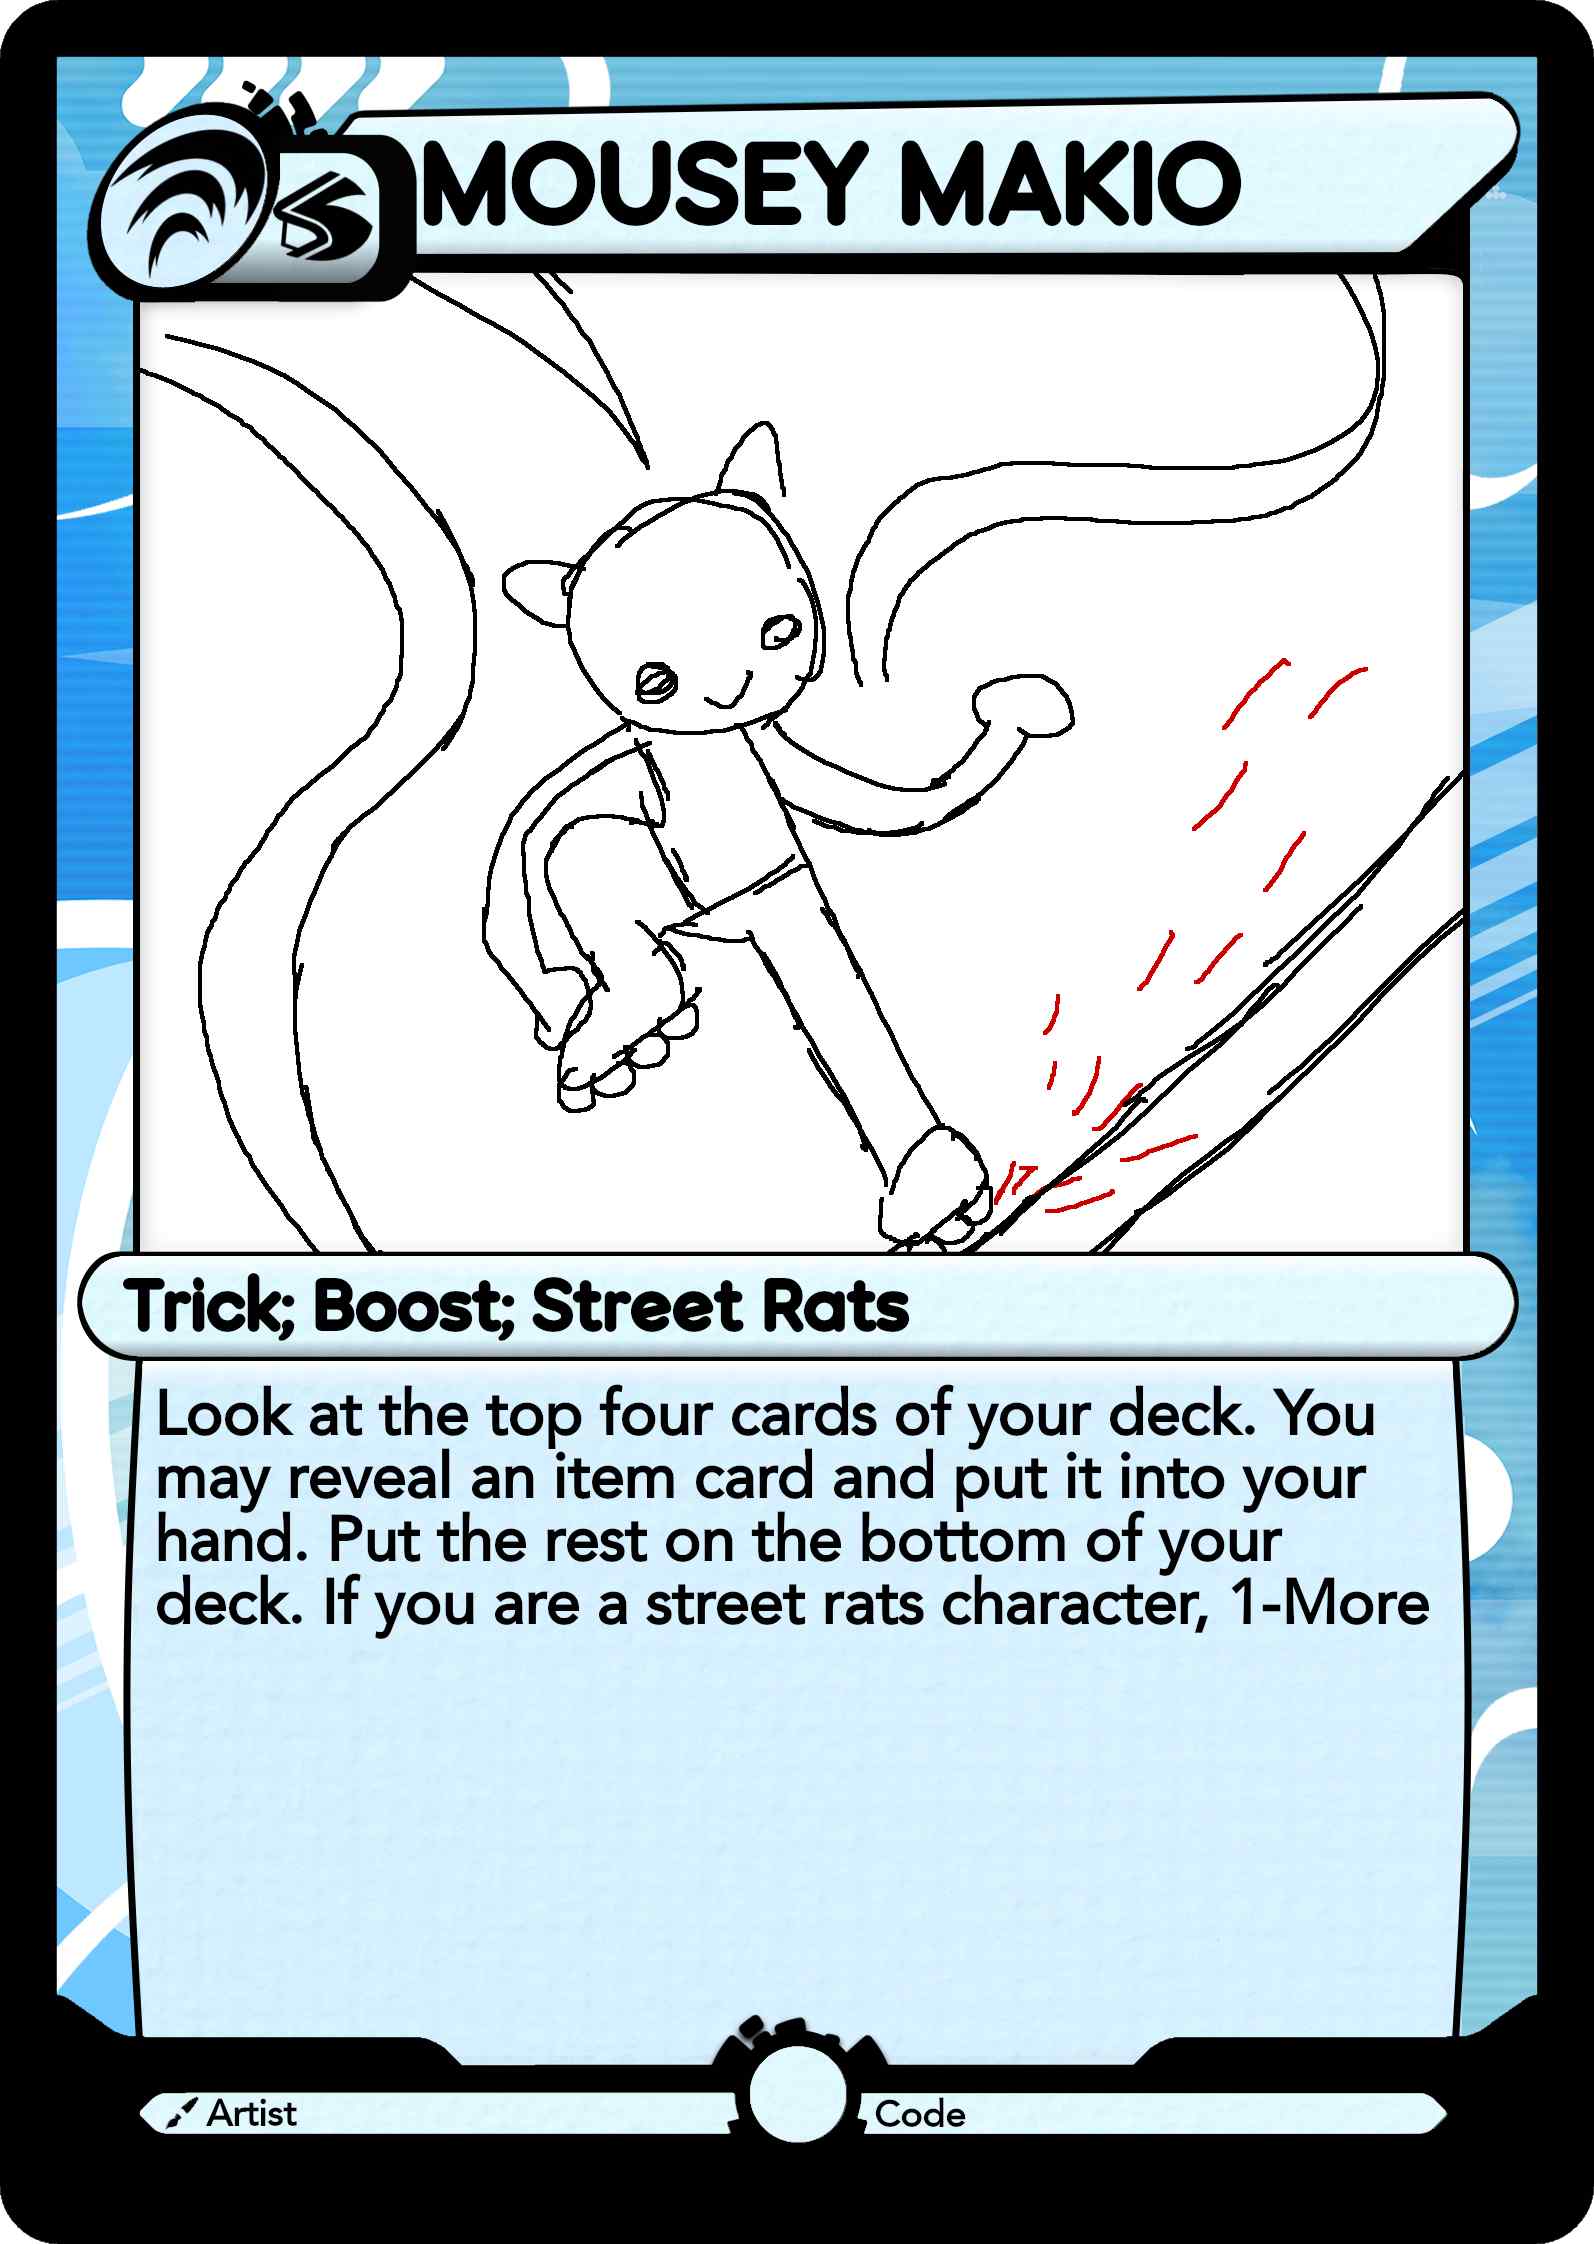 MOUSEY MAKIO
Trick; Boost; Street Rats
Look at the top four cards of your deck. You
may reveal an item card and put it into your
hand. Put the rest on the bottom of your
deck. If you are a street rats character, 1-More
Artist
Code